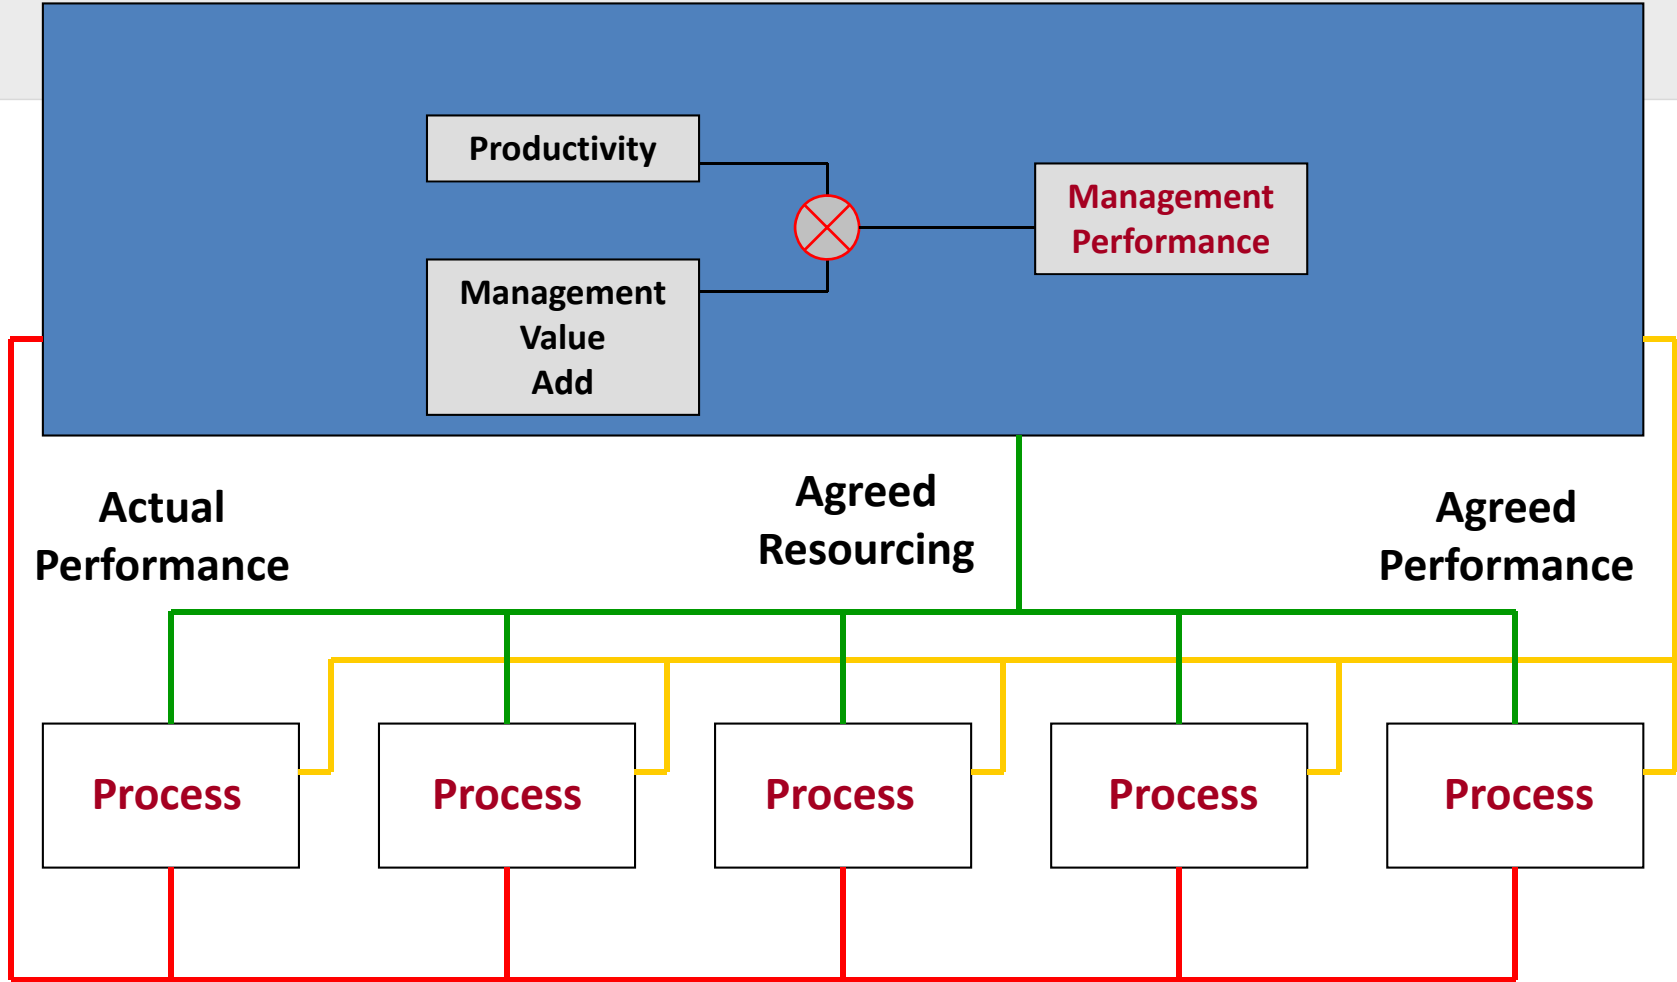 Productivity
Management
Performance
Management
Value
Add
Actual
Performance
Agreed
Resourcing
Agreed
Performance
Process
Process
Process
Process
Process